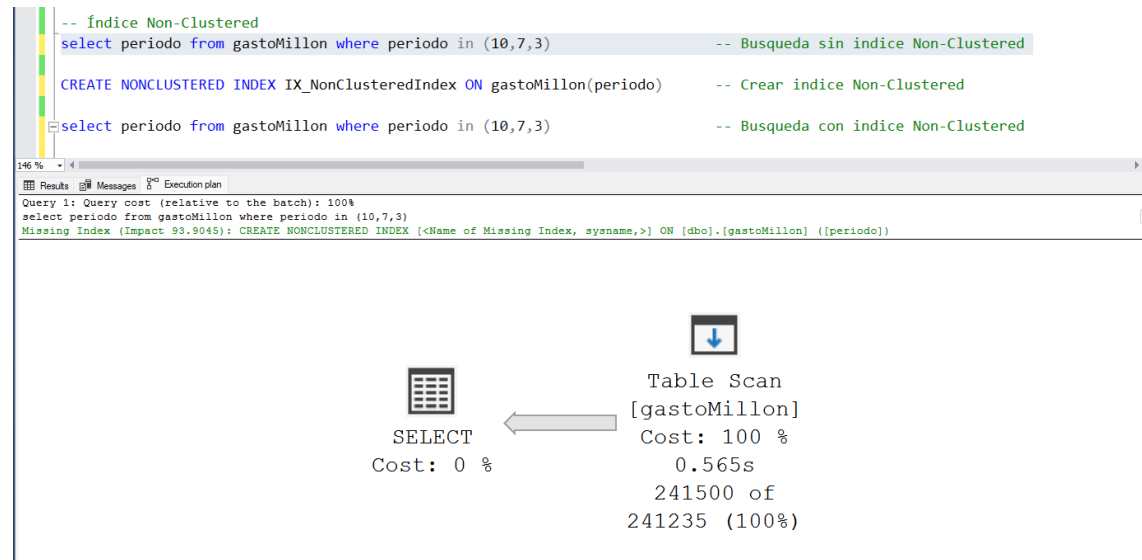 -- Índice Non-Clustered
select periodo from gastoMillon where periodo in (10,7,3) -- Busqueda sin indice Non-Clustered
CREATE NONCLUSTERED INDEX IX_NonClusteredIndex ON gastoMillon(periodo) -- Crear indice Non-Clustered
select periodo from gastoMillon where periodo in (10,7,3) -- Busqueda con indice Non-Clustered
146 %
Results Messages Execution plan
Query 1: Query cost (relative to the batch): 100%
select periodo from gastoMillon where periodo in (10,7,3)
Missing Index (Impact 93.9045): CREATE NONCLUSTERED INDEX [<Name of Missing Index, sysname,>] ON [dbo].[gastoMillon] ([periodo])
SELECT
Cost: 0 %
Table Scan
[gastoMillon]
Cost: 100 %
0.565s
241500 of
241235 (100%)